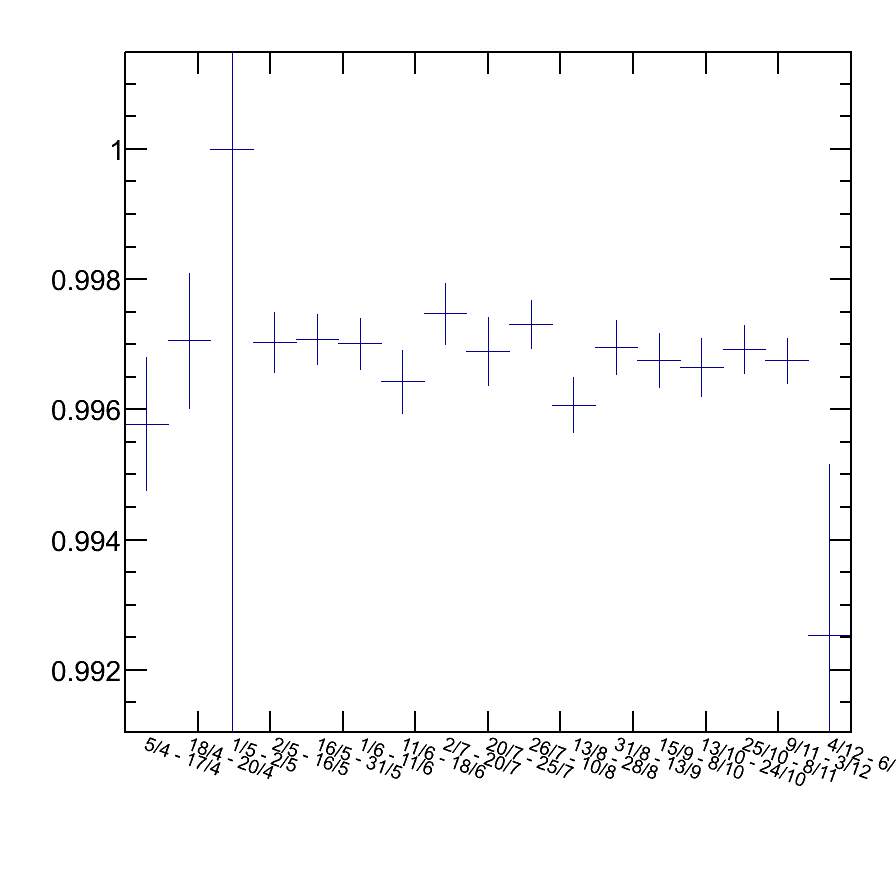 1
0.998
0.996
0.994
0.992
5/4 - 17/4
18/4 - 20/4
1/5 - 2/5
2/5 - 16/5
16/5 - 31/5
1/6 - 11/6
11/6 - 18/6
2/7 - 20/7
20/7 - 25/7
26/7 - 10/8
13/8 - 28/8
31/8 - 13/9
15/9 - 8/10
13/10 - 24/10
25/10 - 8/11
9/11 - 3/12
4/12 - 6/